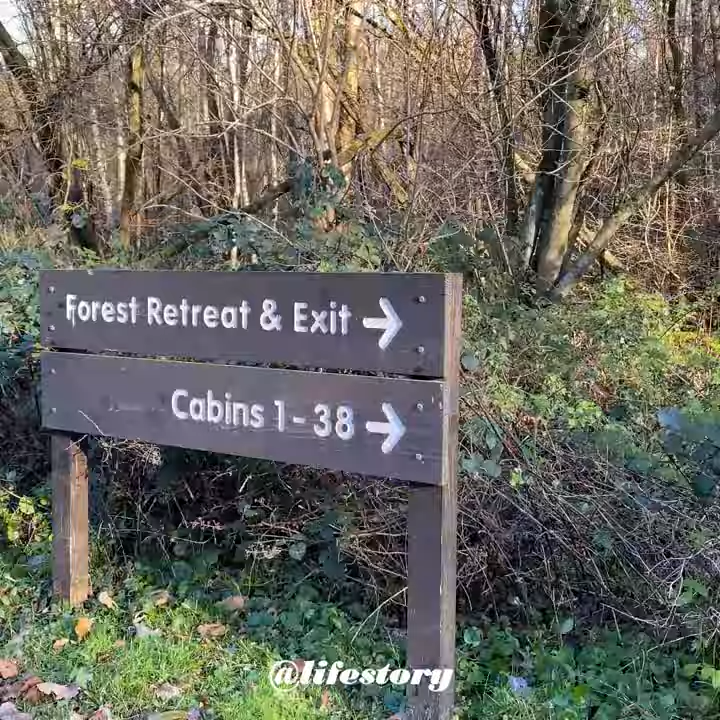 Forest Retreat & Exit →
Cabins 1-38 →
@lifestory